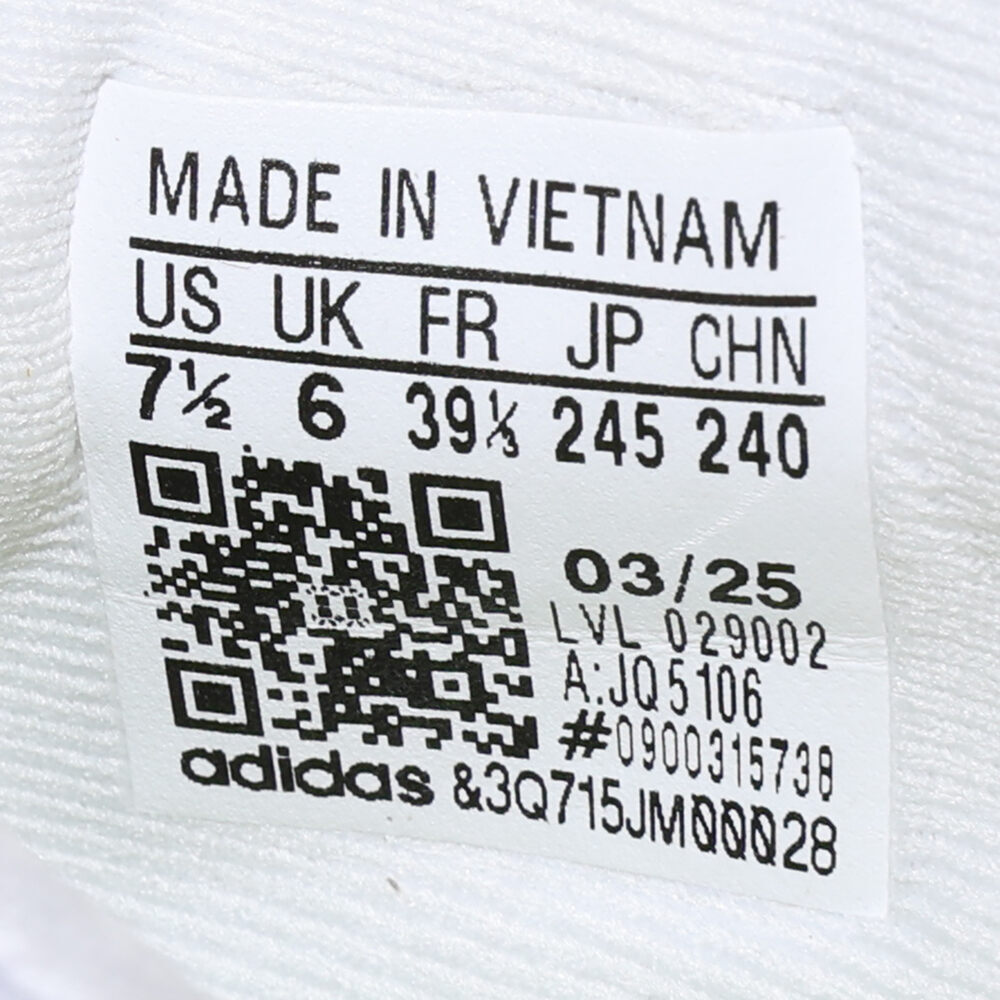 MADE IN VIETNAM
US UK FR JP CHN
7½ 6 39⅓ 245 240
03/25
LVL 029002
A:JQ5106
#0900315738
adidas &3Q715JM00028